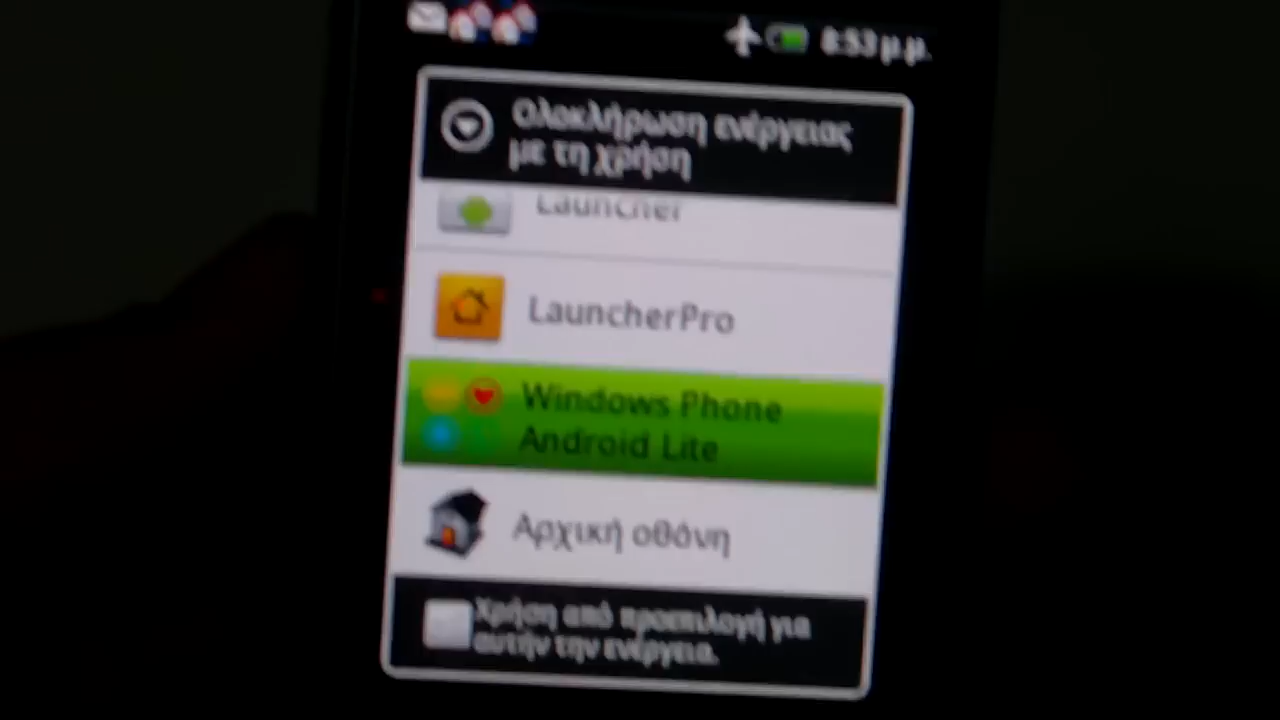 8:53 μ.μ.
Ολοκλήρωση ενέργειας
με τη χρήση
Launcher
LauncherPro
Windows Phone
Android Lite
Αρχική οθόνη
Χρήση από προεπιλογή για
αυτήν την ενέργεια.